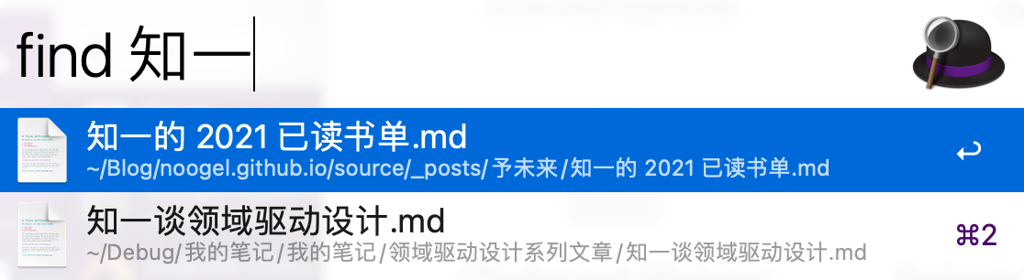 find 知一
知一的 2021 已读书单.md
~/Blog/noogel.github.io/source/_posts/予未来/知一的 2021 已读书单.md
知一谈领域驱动设计.md
⌘2
~/Debug/我的笔记/我的笔记/领域驱动设计系列文章/知一谈领域驱动设计.md